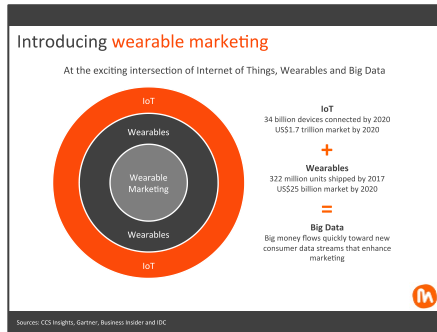 Introducing wearable marketing
At the exciting intersection of Internet of Things, Wearables and Big Data
IoT
Wearables
Wearable
Marketing
Wearables
IoT
IoT
34 billion devices connected by 2020
US$1.7 trillion market by 2020
+
Wearables
322 million units shipped by 2017
US$25 billion market by 2020
=
Big Data
Big money flows quickly toward new
consumer data streams that enhance
marketing
Sources: CCS Insights, Gartner, Business Insider and IDC